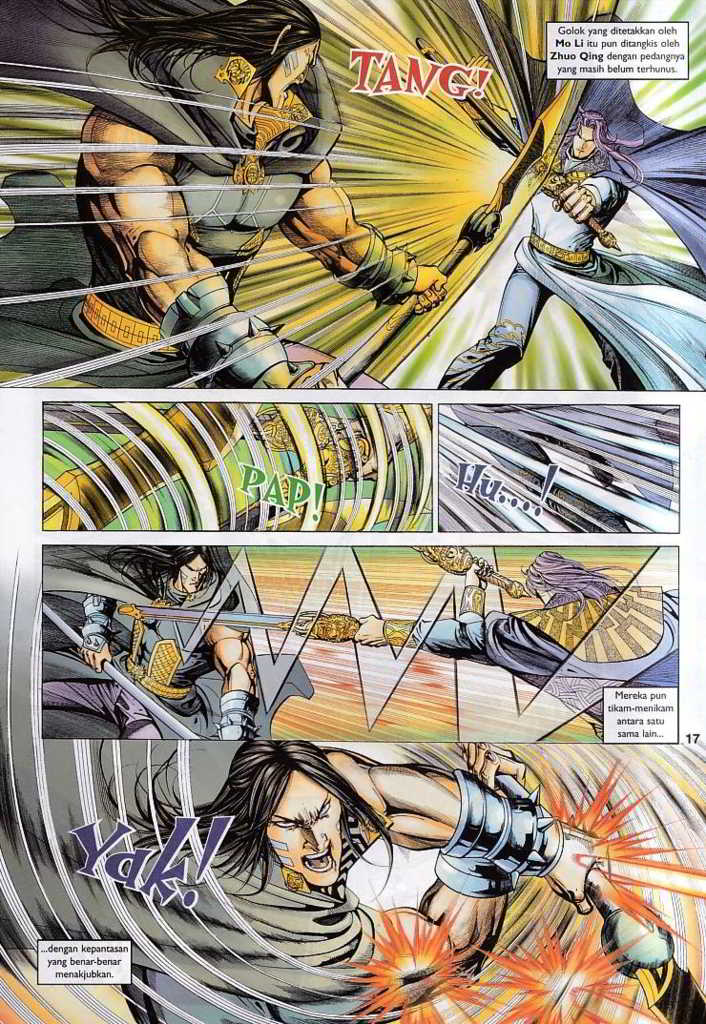 Golok yang ditetakkan oleh
Mo Li itu pun ditangkis oleh
Zhuo Qing dengan pedangnya
yang masih belum terhunus.
TANG!
PAP!
HU....!
Mereka pun
tikam-menikam
antara satu
sama lain...
17
YAK!
...dengan kepantasan
yang benar-benar
menakjubkan.